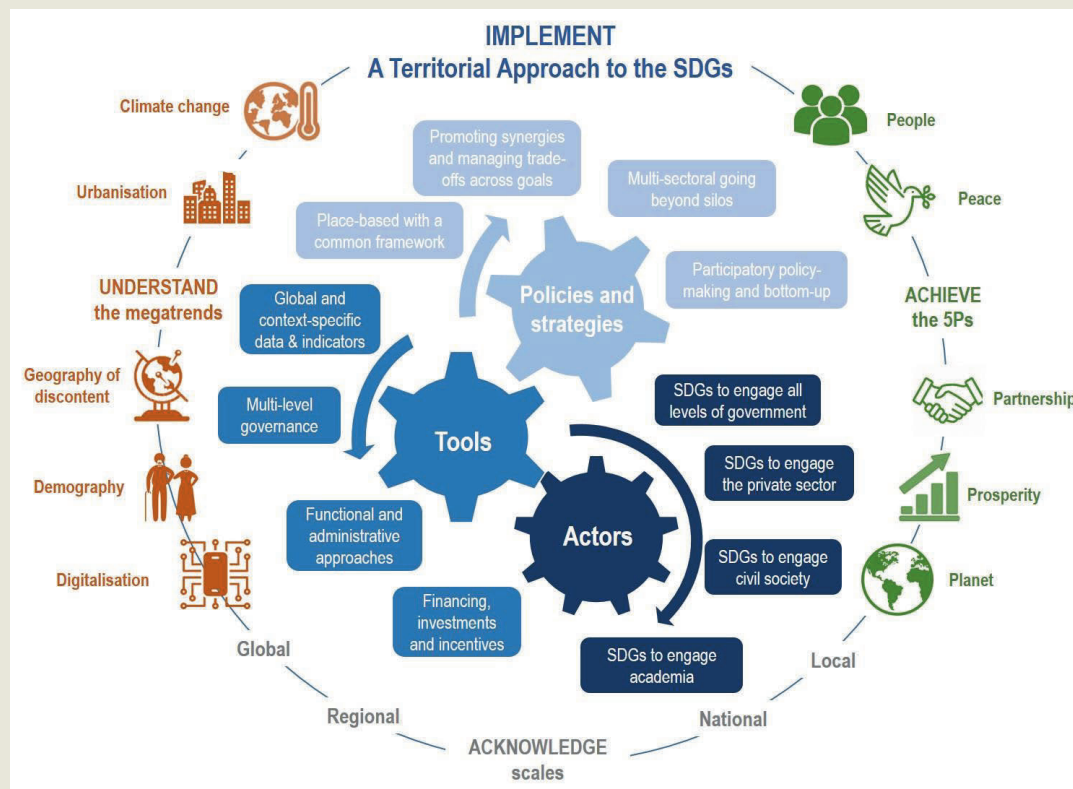 IMPLEMENT
A Territorial Approach to the SDGs
Climate change
Urbanisation
UNDERSTAND
the megatrends
Geography of
discontent
Demography
Digitalisation
Promoting synergies
and managing trade-
offs across goals
Multi-sectoral going
beyond silos
Place-based with a
common framework
Participatory policy-
making and bottom-up
Policies and
strategies
Global and
context-specific
data & indicators
Multi-level
governance
Functional and
administrative
approaches
Financing,
investments
and incentives
Tools
SDGs to engage all
levels of government
SDGs to engage
the private sector
SDGs to engage
civil society
SDGs to engage
academia
Actors
People
Peace
ACHIEVE
the 5Ps
Partnership
Prosperity
Planet
Global
Regional
ACKNOWLEDGE
scales
National
Local